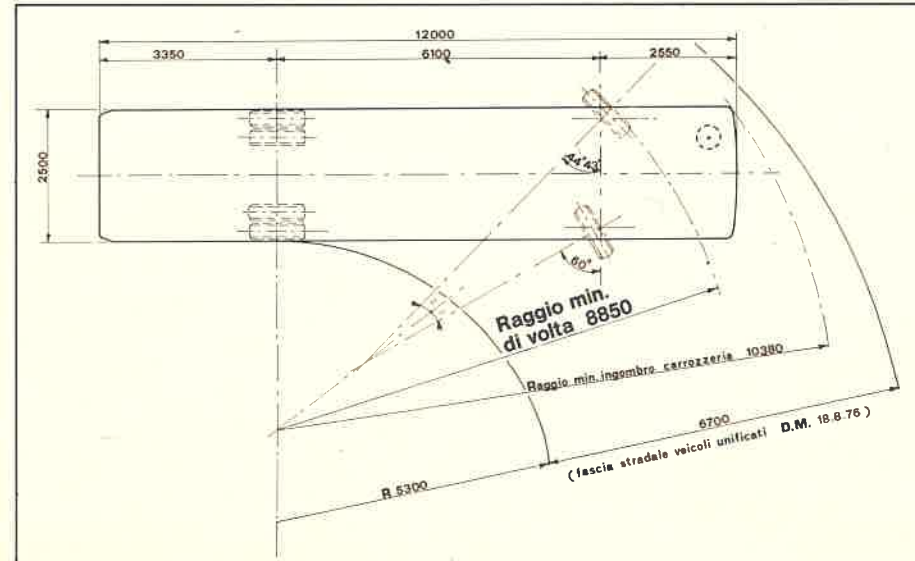 12000
3350
6100
2550
2500
44°43'
60°
Raggio min.
di volta 8850
Raggio min. ingombro carrozzeria 10380
6700
(fascia stradale veicoli unificati D.M. 18.8.76)
R 5300